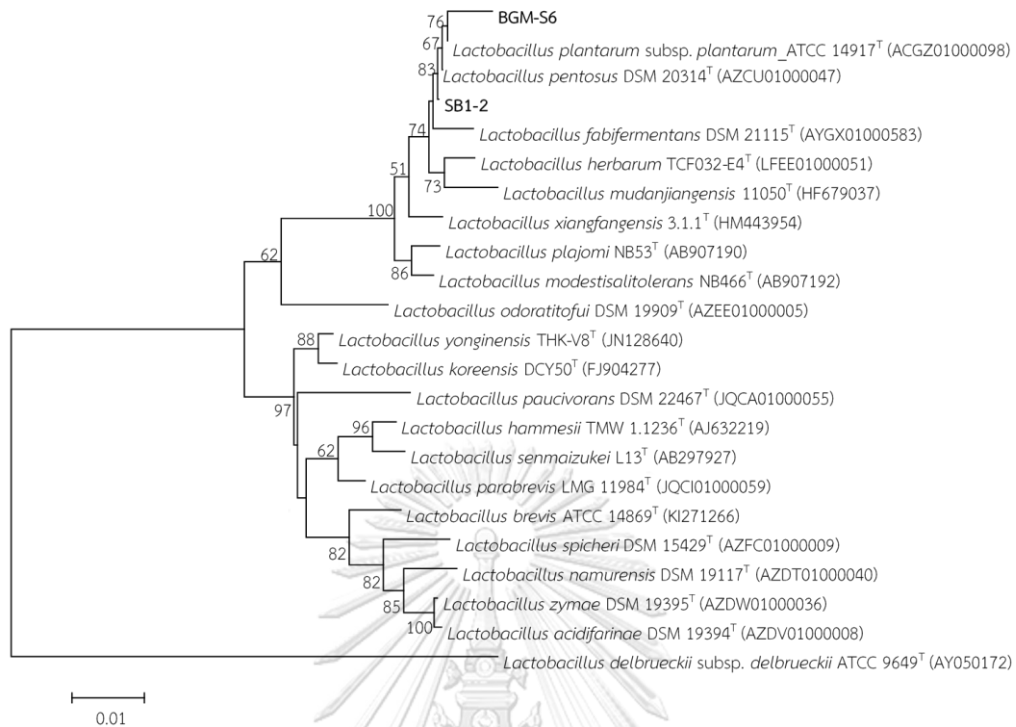 76
BGM-S6
67
Lactobacillus plantarum subsp. plantarum_ATCC 14917ᵀ (ACGZ01000098)
83
Lactobacillus pentosus DSM 20314ᵀ (AZCU01000047)
SB1-2
74
Lactobacillus fabifermentans DSM 21115ᵀ (AYGX01000583)
Lactobacillus herbarum TCF032-E4ᵀ (LFEE01000051)
51
73
Lactobacillus mudanjiangensis 11050ᵀ (HF679037)
100
Lactobacillus xiangfangensis 3.1.1ᵀ (HM443954)
Lactobacillus plajomi NB53ᵀ (AB907190)
62
86
Lactobacillus modestisalitolerans NB466ᵀ (AB907192)
Lactobacillus odoratitofui DSM 19909ᵀ (AZEE01000005)
88
Lactobacillus yonginensis THK-V8ᵀ (JN128640)
Lactobacillus koreensis DCY50ᵀ (FJ904277)
97
Lactobacillus paucivorans DSM 22467ᵀ (JQCA01000055)
96
Lactobacillus hammesii TMW 1.1236ᵀ (AJ632219)
62
Lactobacillus senmaizukei L13ᵀ (AB297927)
Lactobacillus parabrevis LMG 11984ᵀ (JQCI01000059)
Lactobacillus brevis ATCC 14869ᵀ (KI271266)
82
Lactobacillus spicheri DSM 15429ᵀ (AZFC01000009)
82
Lactobacillus namurensis DSM 19117ᵀ (AZDT01000040)
85
Lactobacillus zymae DSM 19395ᵀ (AZDW01000036)
100
Lactobacillus acidifarinae DSM 19394ᵀ (AZDV01000008)
Lactobacillus delbrueckii subsp. delbrueckii ATCC 9649ᵀ (AY050172)
0.01